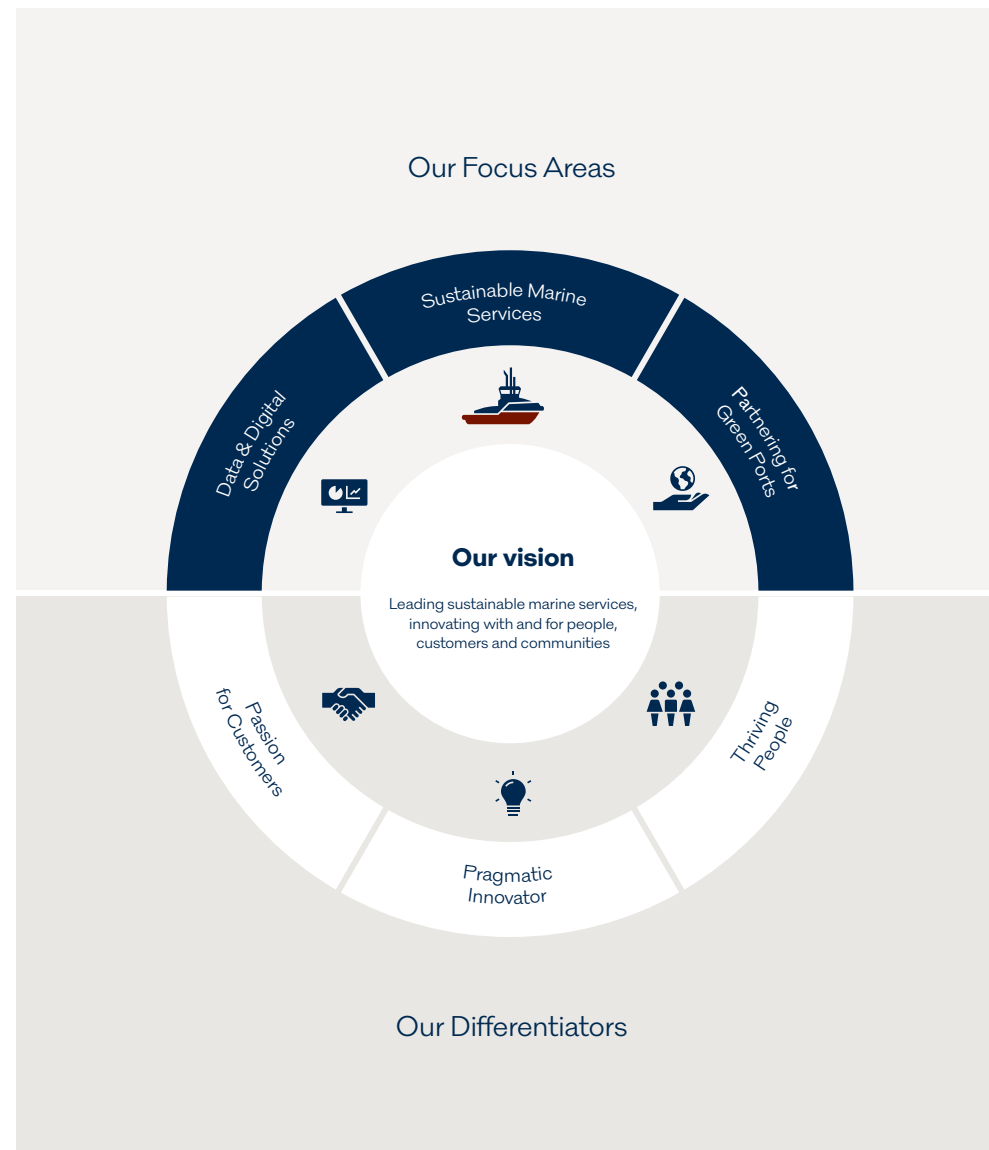 Our Focus Areas
Sustainable Marine
Services
Data & Digital
Solutions
Partnering for
Green Ports
Our vision
Leading sustainable marine services,
innovating with and for people,
customers and communities
Passion
for Customers
Thriving
People
Pragmatic
Innovator
Our Differentiators